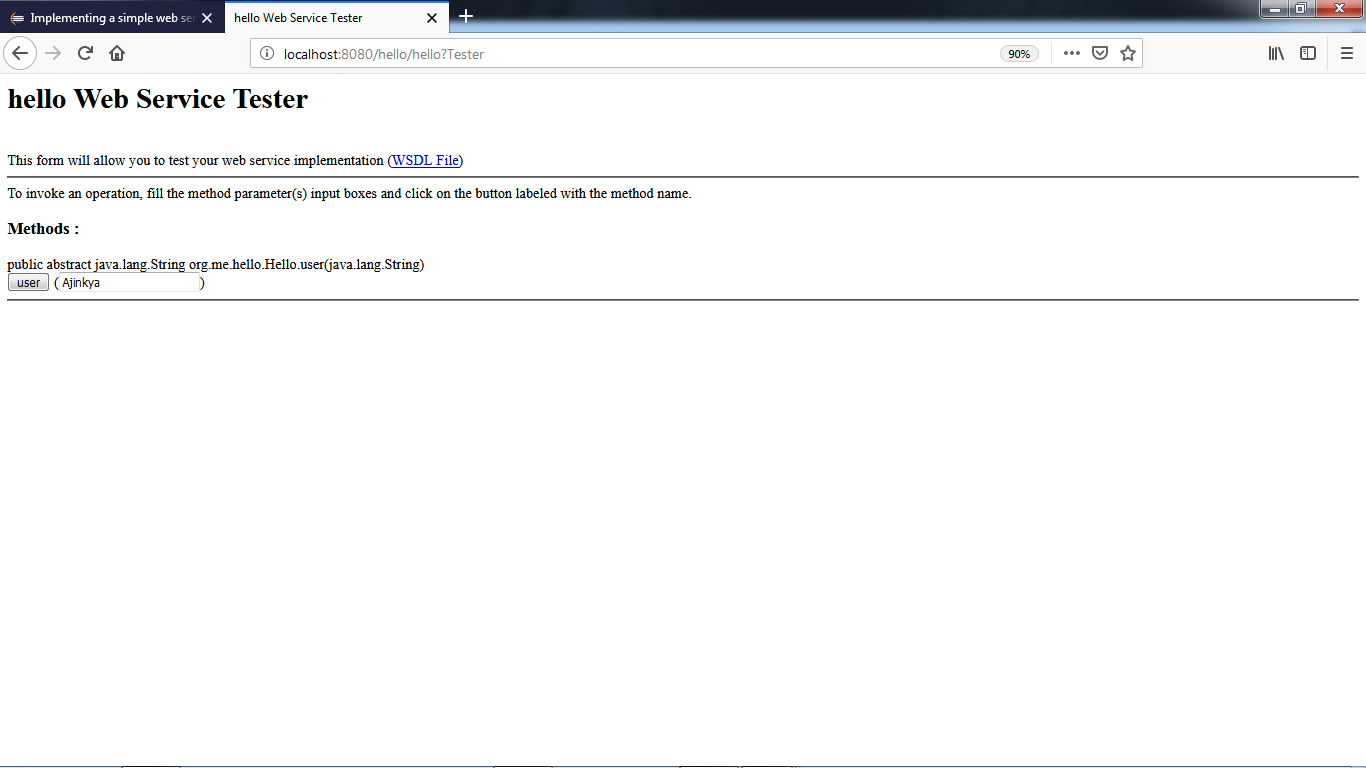 Implementing a simple web ser
hello Web Service Tester
localhost:8080/hello/hello?Tester
90%
hello Web Service Tester
This form will allow you to test your web service implementation (WSDL File)
To invoke an operation, fill the method parameter(s) input boxes and click on the button labeled with the method name.
Methods :
public abstract java.lang.String org.me.hello.Hello.user(java.lang.String)
user (Ajinkya)